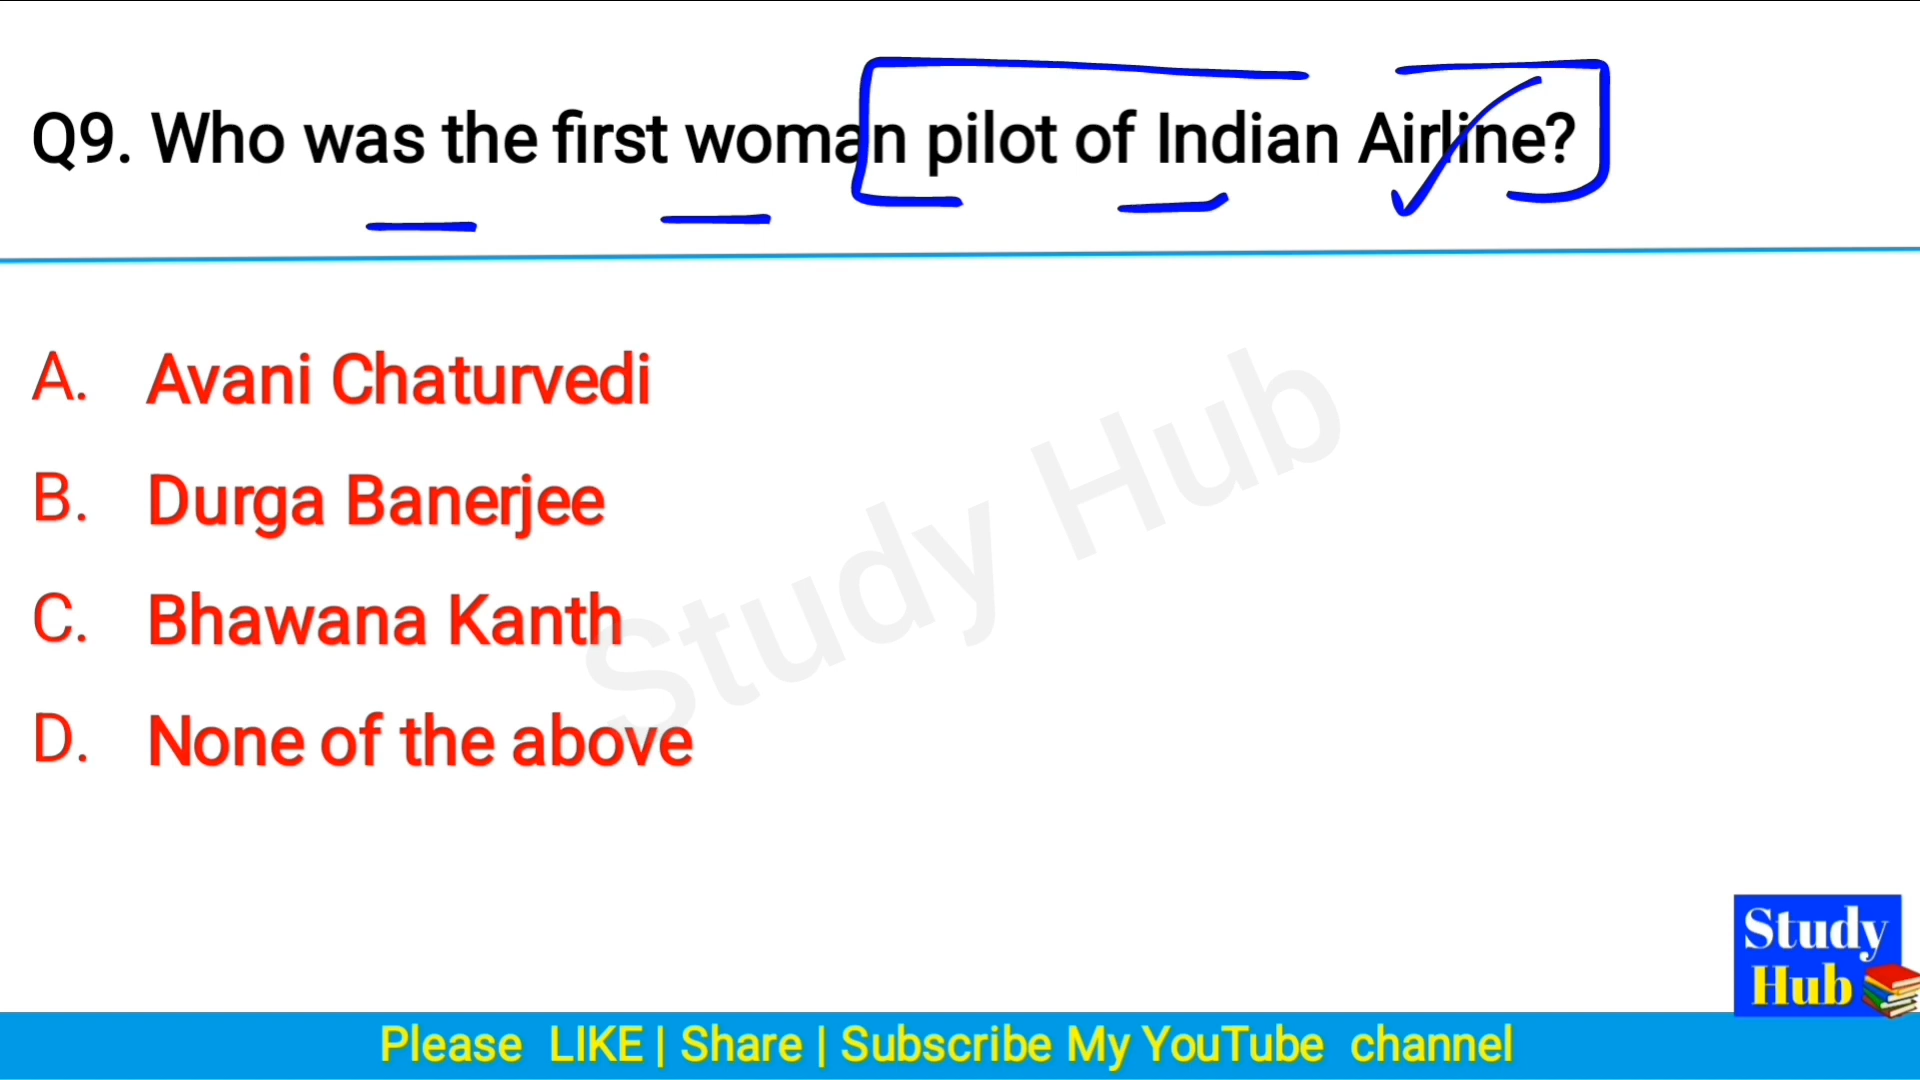 Q9. Who was the first woman pilot of Indian Airline?
A. Avani Chaturvedi
B. Durga Banerjee
C. Bhawana Kanth
D. None of the above
Study Hub
Study
Hub
Please LIKE | Share | Subscribe My YouTube channel